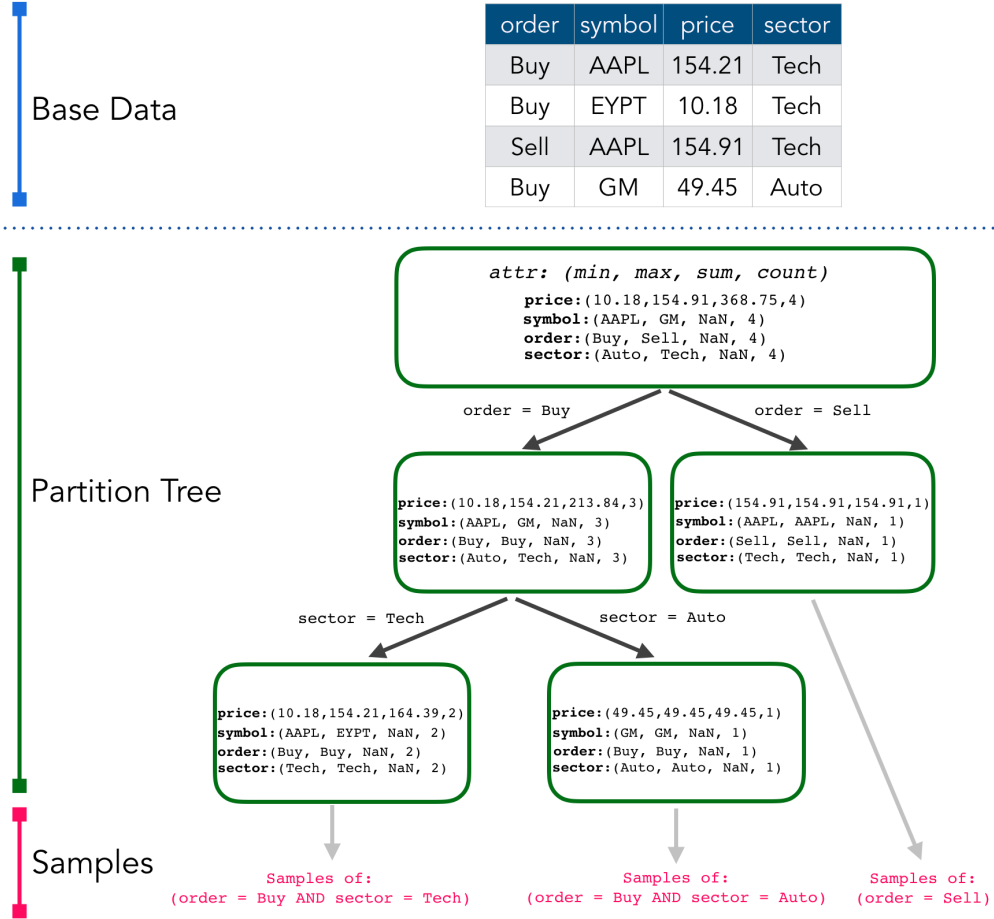 Base Data
order symbol price sector
Buy AAPL 154.21 Tech
Buy EYPT 10.18 Tech
Sell AAPL 154.91 Tech
Buy GM 49.45 Auto
Partition Tree
attr: (min, max, sum, count)
price:(10.18,154.91,368.75,4)
symbol:(AAPL, GM, NaN, 4)
order:(Buy, Sell, NaN, 4)
sector:(Auto, Tech, NaN, 4)
order = Buy
order = Sell
price:(10.18,154.21,213.84,3)
symbol:(AAPL, GM, NaN, 3)
order:(Buy, Buy, NaN, 3)
sector:(Auto, Tech, NaN, 3)
price:(154.91,154.91,154.91,1)
symbol:(AAPL, AAPL, NaN, 1)
order:(Sell, Sell, NaN, 1)
sector:(Tech, Tech, NaN, 1)
sector = Tech
sector = Auto
price:(10.18,154.21,164.39,2)
symbol:(AAPL, EYPT, NaN, 2)
order:(Buy, Buy, NaN, 2)
sector:(Tech, Tech, NaN, 2)
price:(49.45,49.45,49.45,1)
symbol:(GM, GM, NaN, 1)
order:(Buy, Buy, NaN, 1)
sector:(Auto, Auto, NaN, 1)
Samples
Samples of:
(order = Buy AND sector = Tech)
Samples of:
(order = Buy AND sector = Auto)
Samples of:
(order = Sell)